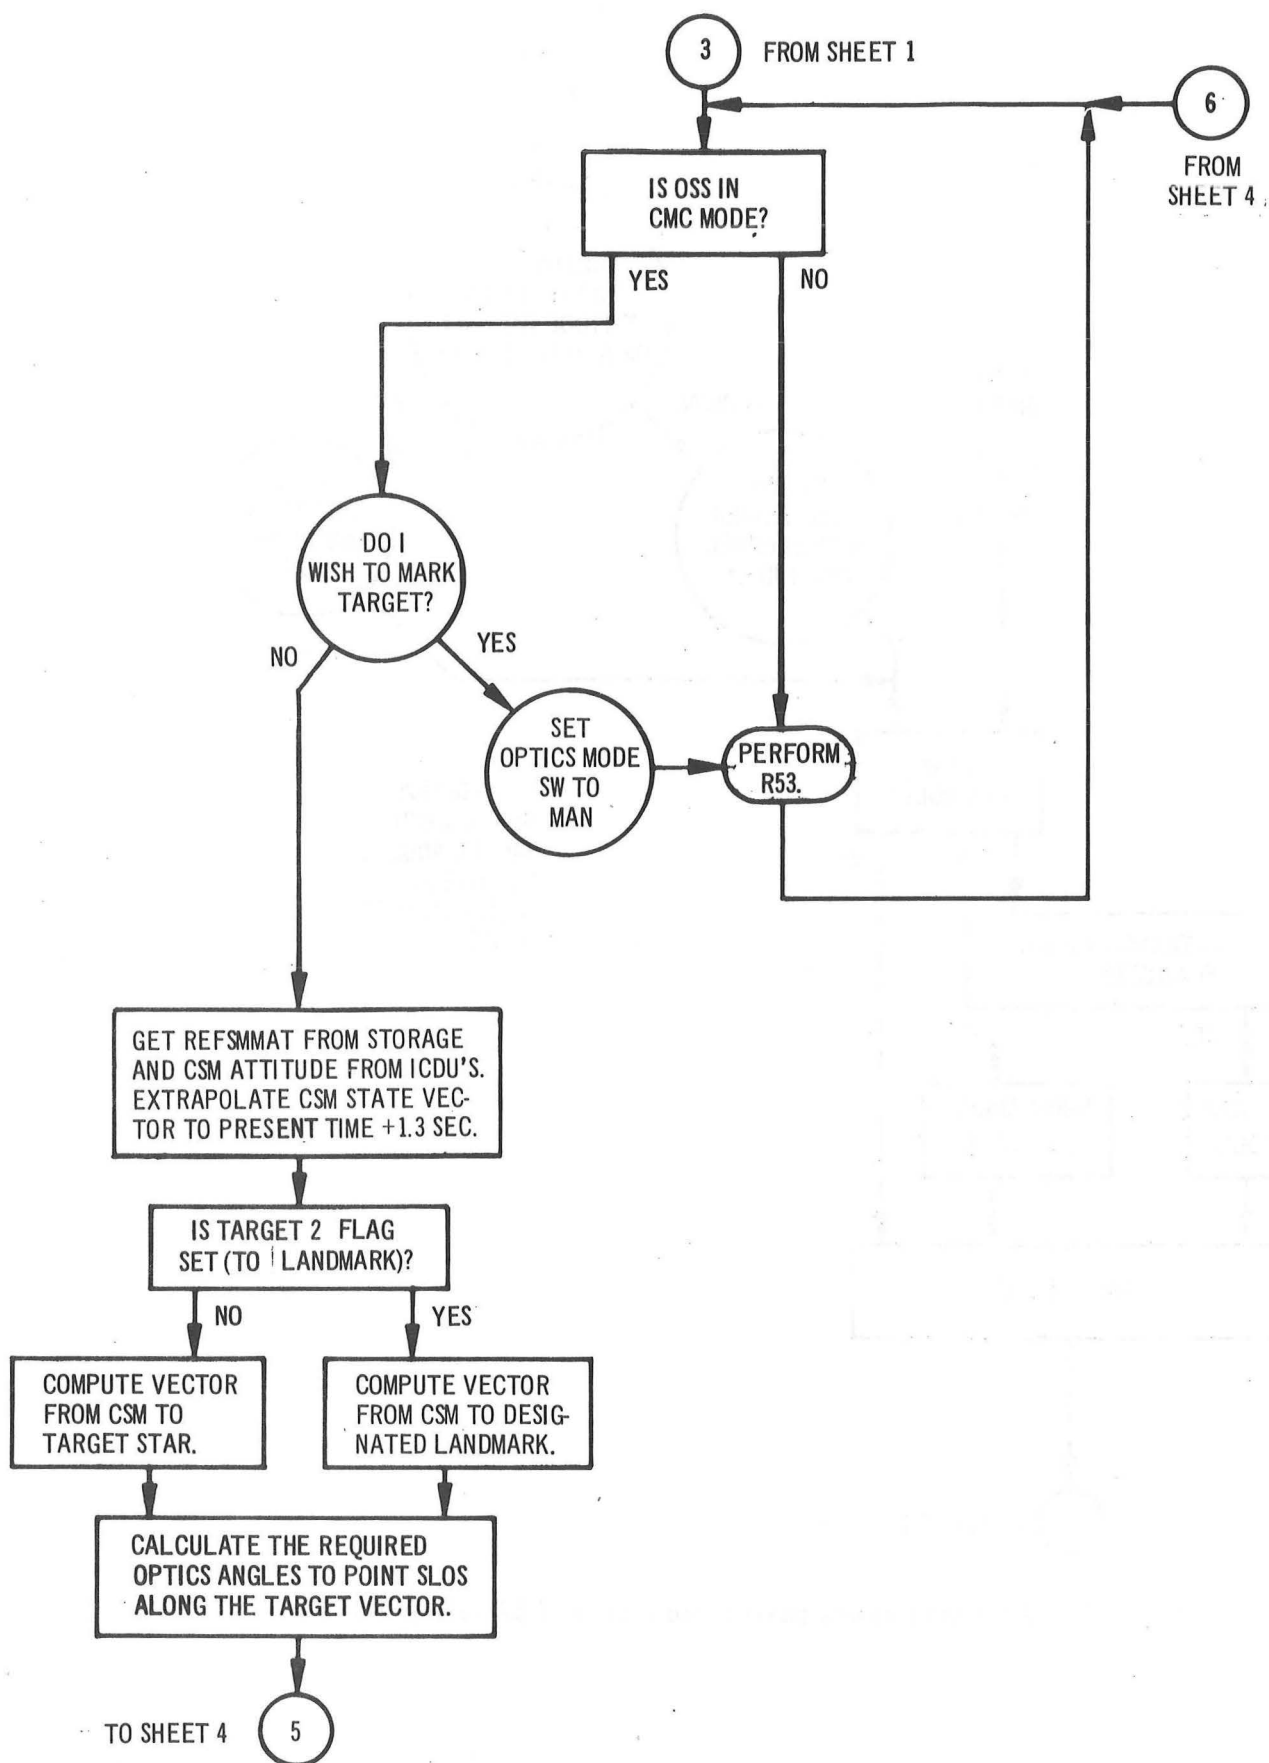 3 FROM SHEET 1
6
FROM
SHEET 4
IS OSS IN
CMC MODE?
YES
NO
DO I
WISH TO MARK
TARGET?
NO
YES
SET
OPTICS MODE
SW TO
MAN
PERFORM
R53.
GET REFSMMAT FROM STORAGE
AND CSM ATTITUDE FROM ICDU'S.
EXTRAPOLATE CSM STATE VEC-
TOR TO PRESENT TIME +1.3 SEC.
IS TARGET 2 FLAG
SET (TO LANDMARK)?
NO
YES
COMPUTE VECTOR
FROM CSM TO
TARGET STAR.
COMPUTE VECTOR
FROM CSM TO DESIG-
NATED LANDMARK.
CALCULATE THE REQUIRED
OPTICS ANGLES TO POINT SLOS
ALONG THE TARGET VECTOR.
TO SHEET 4 5